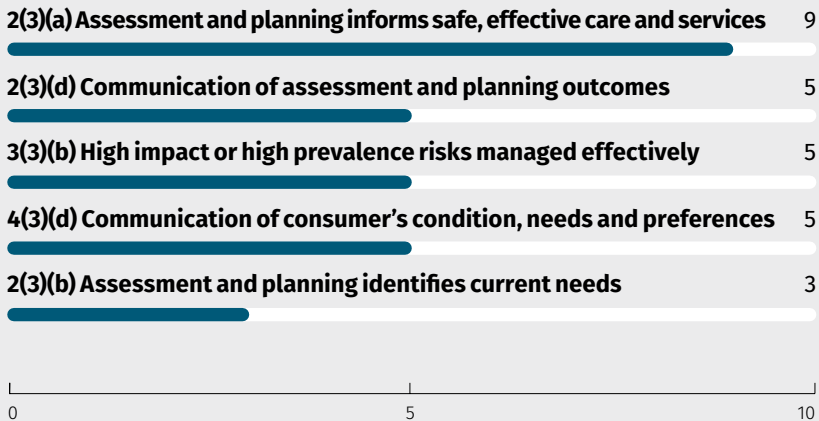 2(3)(a) Assessment and planning informs safe, effective care and services 9
2(3)(d) Communication of assessment and planning outcomes 5
3(3)(b) High impact or high prevalence risks managed effectively 5
4(3)(d) Communication of consumer’s condition, needs and preferences 5
2(3)(b) Assessment and planning identifies current needs 3
0 5 10